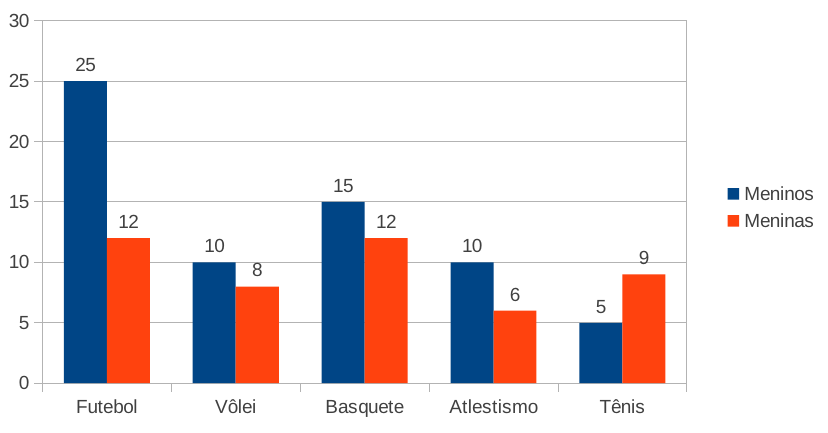 30
25
20
15
10
5
0
25
12
10
8
15
12
10
6
5
9
Futebol
Vôlei
Basquete
Atlestismo
Tênis
Meninos
Meninas